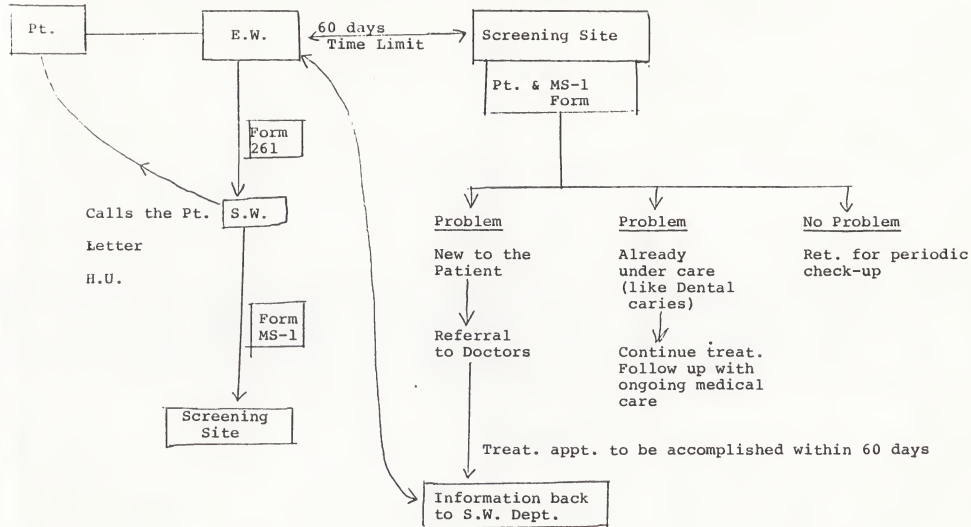 Pt.
E.W.
60 days
Time Limit
Screening Site
Pt. & MS-1
Form
Form
261
Calls the Pt.
S.W.
Letter
H.U.
Form
MS-1
Screening
Site
Problem
New to the
Patient
Referral
to Doctors
Problem
Already
under care
(like Dental
caries)
Continue treat.
Follow up with
ongoing medical
care
No Problem
Ret. for periodic
check-up
Treat. appt. to be accomplished within 60 days
Information back
to S.W. Dept.